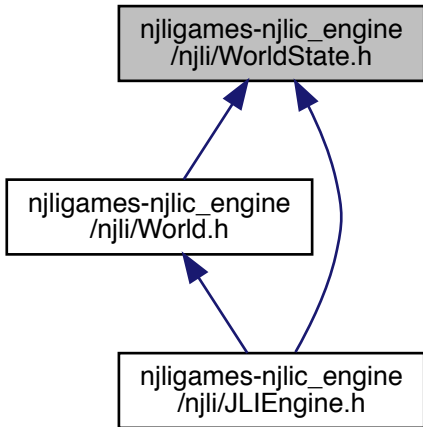 njligames-njlic_engine
/njli/WorldState.h
njligames-njlic_engine
/njli/World.h
njligames-njlic_engine
/njli/JLIEngine.h